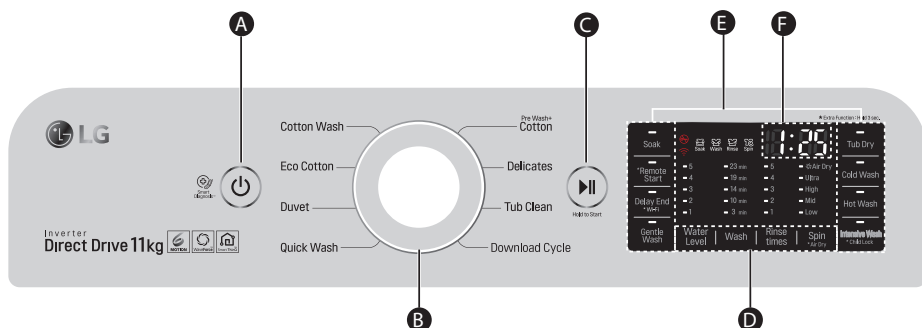 A
C
E
F
LG
Smart
Diagnosis
Inverter
Direct Drive 11kg
MOTION
Cotton Wash
Eco Cotton
Duvet
Quick Wash
Pre Wash+
Cotton
Delicates
Tub Clean
Download Cycle
Hold to Start
★ Extra Function : Hold 3 sec.
Soak
*Remote
Start
Delay End
*Wi-Fi
Gentle
Wash
Soak Wash Rinse Spin
1:25
5 23 min 5 Air Dry
4 19 min 4 Ultra
3 14 min 3 High
2 10 min 2 Mid
1 3 min 1 Low
Water
Level
Wash
Rinse
times
Spin
*Air Dry
Tub Dry
Cold Wash
Hot Wash
Intensive Wash
*Child Lock
B
D